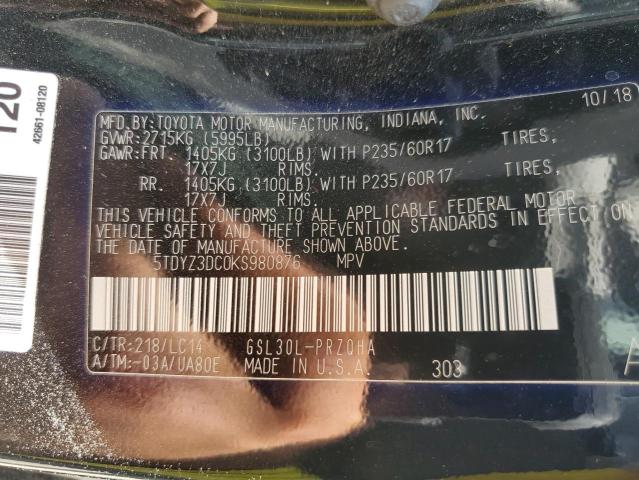 120
42661-08120
MFD.BY:TOYOTA MOTOR MANUFACTURING, INDIANA, INC. 10/18
GVWR:2715KG (5995LB)
GAWR:FRT 1405KG (3100LB) WITH P235/60R17 TIRES,
17X7J RIMS.
RR. 1405KG (3100LB) WITH P235/60R17 TIRES,
17X7J RIMS.
THIS VEHICLE CONFORMS TO ALL APPLICABLE FEDERAL MOTOR
VEHICLE SAFETY AND THEFT PREVENTION STANDARDS IN EFFECT ON
THE DATE OF MANUFACTURE SHOWN ABOVE.
5TDYZ3DC0KS980876 MPV
C/TR:218/LC14 GSL30L-PRZQHA
A/TM:-03A/UA80E MADE IN U.S.A. 303
A